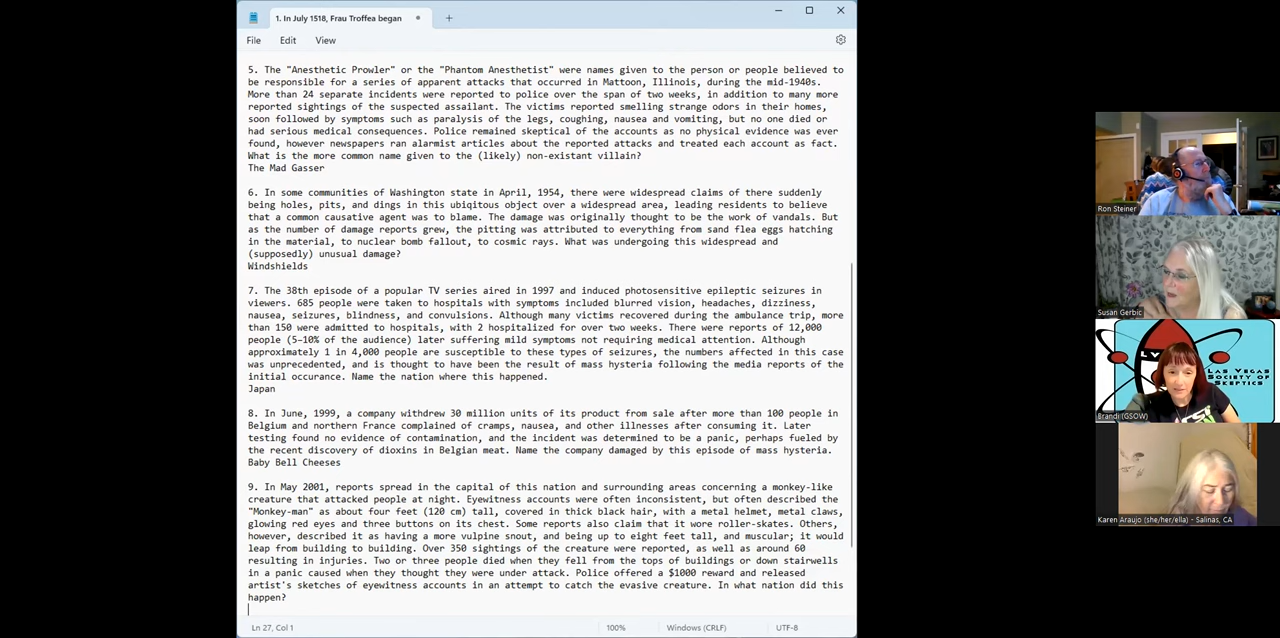 1. In July 1518, Frau Troffea began
File Edit View
5. The "Anesthetic Prowler" or the "Phantom Anesthetist" were names given to the person or people believed to
be responsible for a series of apparent attacks that occurred in Mattoon, Illinois, during the mid-1940s.
More than 24 separate incidents were reported to police over the span of two weeks, in addition to many more
reported sightings of the suspected assailant. The victims reported smelling strange odors in their homes,
soon followed by symptoms such as paralysis of the legs, coughing, nausea and vomiting, but no one died or
had serious medical consequences. Police remained skeptical of the accounts as no physical evidence was ever
found, however newspapers ran alarmist articles about the reported attacks and treated each account as fact.
What is the more common name given to the (likely) non-existant villain?
The Mad Gasser
6. In some communities of Washington state in April, 1954, there were widespread claims of there suddenly
being holes, pits, and dings in this ubiqitous object over a widespread area, leading residents to believe
that a common causative agent was to blame. The damage was originally thought to be the work of vandals. But
as the number of damage reports grew, the pitting was attributed to everything from sand flea eggs hatching
in the material, to nuclear bomb fallout, to cosmic rays. What was undergoing this widespread and
(supposedly) unusual damage?
Windshields
7. The 38th episode of a popular TV series aired in 1997 and induced photosensitive epileptic seizures in
viewers. 685 people were taken to hospitals with symptoms included blurred vision, headaches, dizziness,
nausea, seizures, blindness, and convulsions. Although many victims recovered during the ambulance trip, more
than 150 were admitted to hospitals, with 2 hospitalized for over two weeks. There were reports of 12,000
people (5–10% of the audience) later suffering mild symptoms not requiring medical attention. Although
approximately 1 in 4,000 people are susceptible to these types of seizures, the numbers affected in this case
was unprecedented, and is thought to have been the result of mass hysteria following the media reports of the
initial occurance. Name the nation where this happened.
Japan
8. In June, 1999, a company withdrew 30 million units of its product from sale after more than 100 people in
Belgium and northern France complained of cramps, nausea, and other illnesses after consuming it. Later
testing found no evidence of contamination, and the incident was determined to be a panic, perhaps fueled by
the recent discovery of dioxins in Belgian meat. Name the company damaged by this episode of mass hysteria.
Baby Bell Cheeses
9. In May 2001, reports spread in the capital of this nation and surrounding areas concerning a monkey-like
creature that attacked people at night. Eyewitness accounts were often inconsistent, but often described the
"Monkey-man" as about four feet (120 cm) tall, covered in thick black hair, with a metal helmet, metal claws,
glowing red eyes and three buttons on its chest. Some reports also claim that it wore roller-skates. Others,
however, described it as having a more vulpine snout, and being up to eight feet tall, and muscular; it would
leap from building to building. Over 350 sightings of the creature were reported, as well as around 60
resulting in injuries. Two or three people died when they fell from the tops of buildings or down stairwells
in a panic caused when they thought they were under attack. Police offered a $1000 reward and released
artist's sketches of eyewitness accounts in an attempt to catch the evasive creature. In what nation did this
happen?
Ln 27, Col 1 100% Windows (CRLF) UTF-8
Ron Steiner
Susan Gerbic
LV
Las Vegas
Society of
Skeptics
Brandi (GSOW)
Karen Araujo (she/her/ella) - Salinas, CA